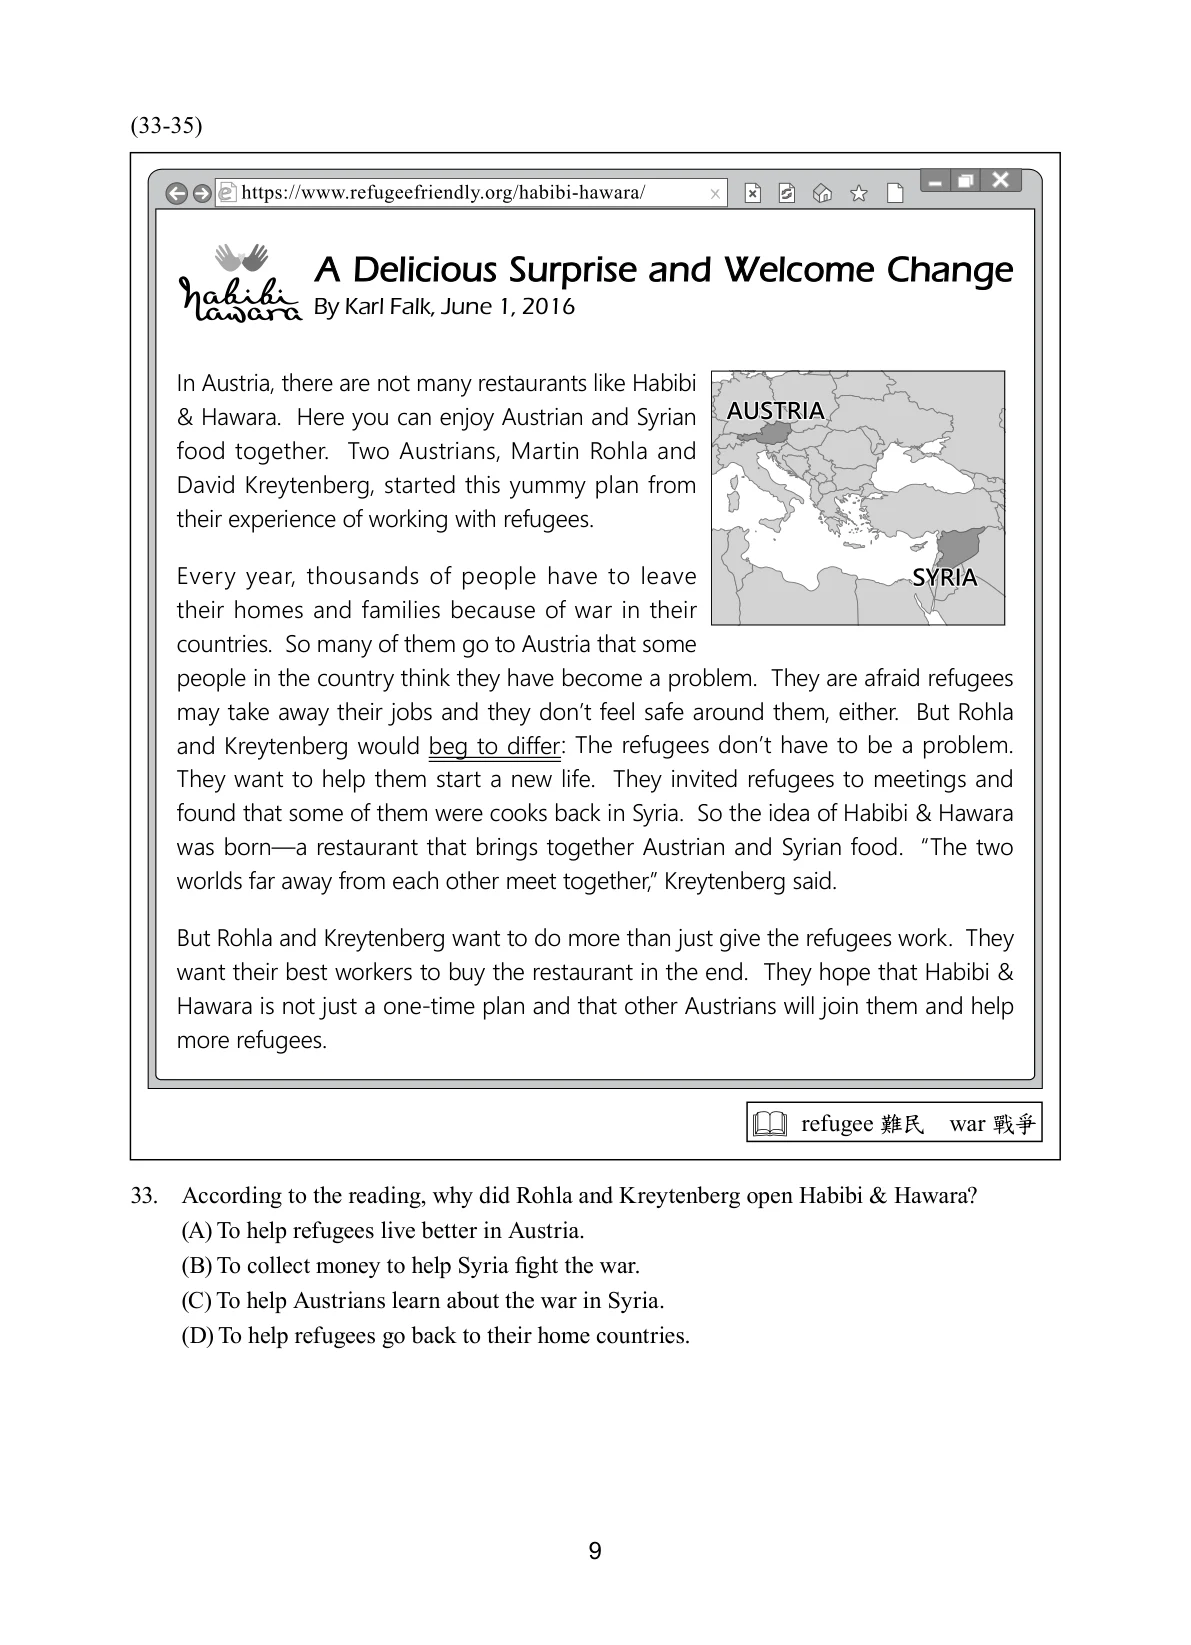 (33-35)
https://www.refugeefriendly.org/habibi-hawara/
habibi
hawara
A Delicious Surprise and Welcome Change
By Karl Falk, June 1, 2016
In Austria, there are not many restaurants like Habibi
& Hawara. Here you can enjoy Austrian and Syrian
food together. Two Austrians, Martin Rohla and
David Kreytenberg, started this yummy plan from
their experience of working with refugees.
AUSTRIA
SYRIA
Every year, thousands of people have to leave
their homes and families because of war in their
countries. So many of them go to Austria that some
people in the country think they have become a problem. They are afraid refugees
may take away their jobs and they don't feel safe around them, either. But Rohla
and Kreytenberg would beg to differ: The refugees don't have to be a problem.
They want to help them start a new life. They invited refugees to meetings and
found that some of them were cooks back in Syria. So the idea of Habibi & Hawara
was born—a restaurant that brings together Austrian and Syrian food. “The two
worlds far away from each other meet together,” Kreytenberg said.
But Rohla and Kreytenberg want to do more than just give the refugees work. They
want their best workers to buy the restaurant in the end. They hope that Habibi &
Hawara is not just a one-time plan and that other Austrians will join them and help
more refugees.
refugee 難民 war 戰爭
33. According to the reading, why did Rohla and Kreytenberg open Habibi & Hawara?
(A) To help refugees live better in Austria.
(B) To collect money to help Syria fight the war.
(C) To help Austrians learn about the war in Syria.
(D) To help refugees go back to their home countries.
9